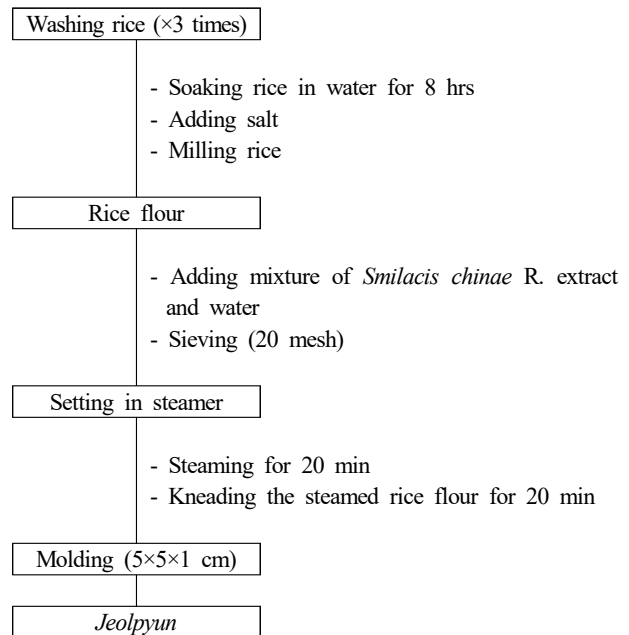 Washing rice (×3 times)
- Soaking rice in water for 8 hrs
- Adding salt
- Milling rice
Rice flour
- Adding mixture of Smilacis chinae R. extract
and water
- Sieving (20 mesh)
Setting in steamer
- Steaming for 20 min
- Kneading the steamed rice flour for 20 min
Molding (5×5×1 cm)
Jeolpyun